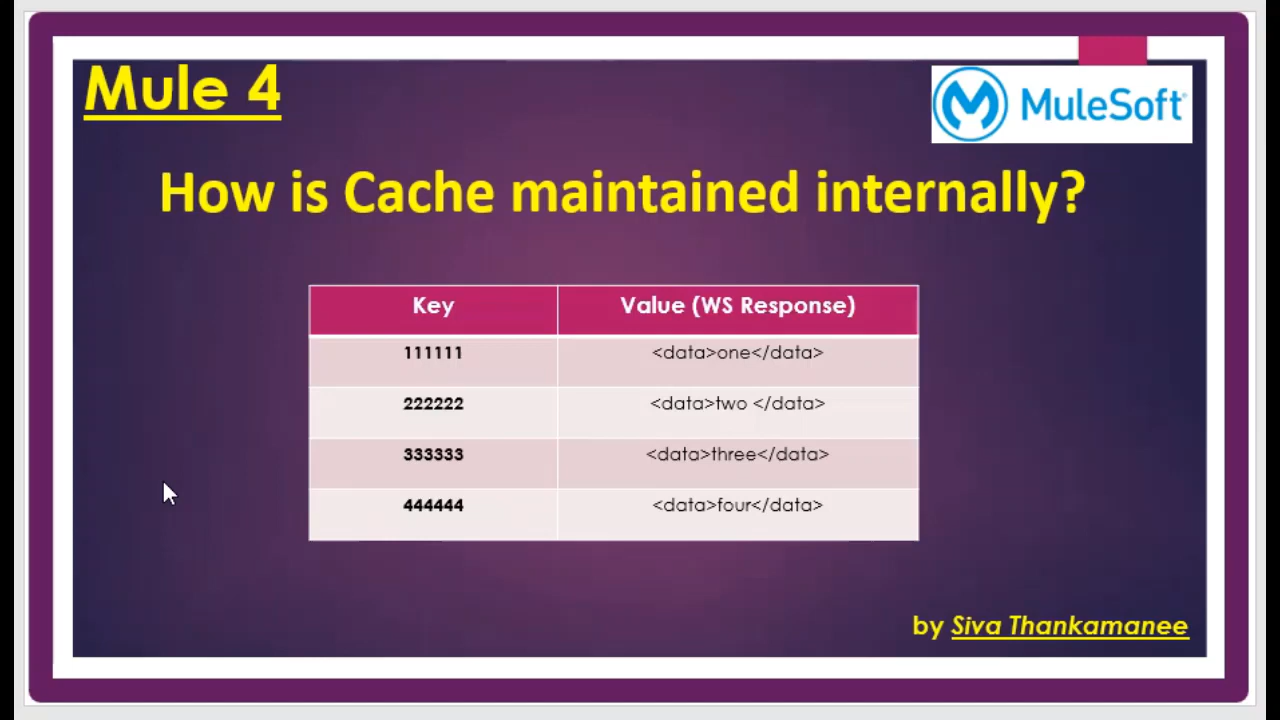 Mule 4
MuleSoft
How is Cache maintained internally?
Key Value (WS Response)
111111 <data>one</data>
222222 <data>two </data>
333333 <data>three</data>
444444 <data>four</data>
by Siva Thankamanee